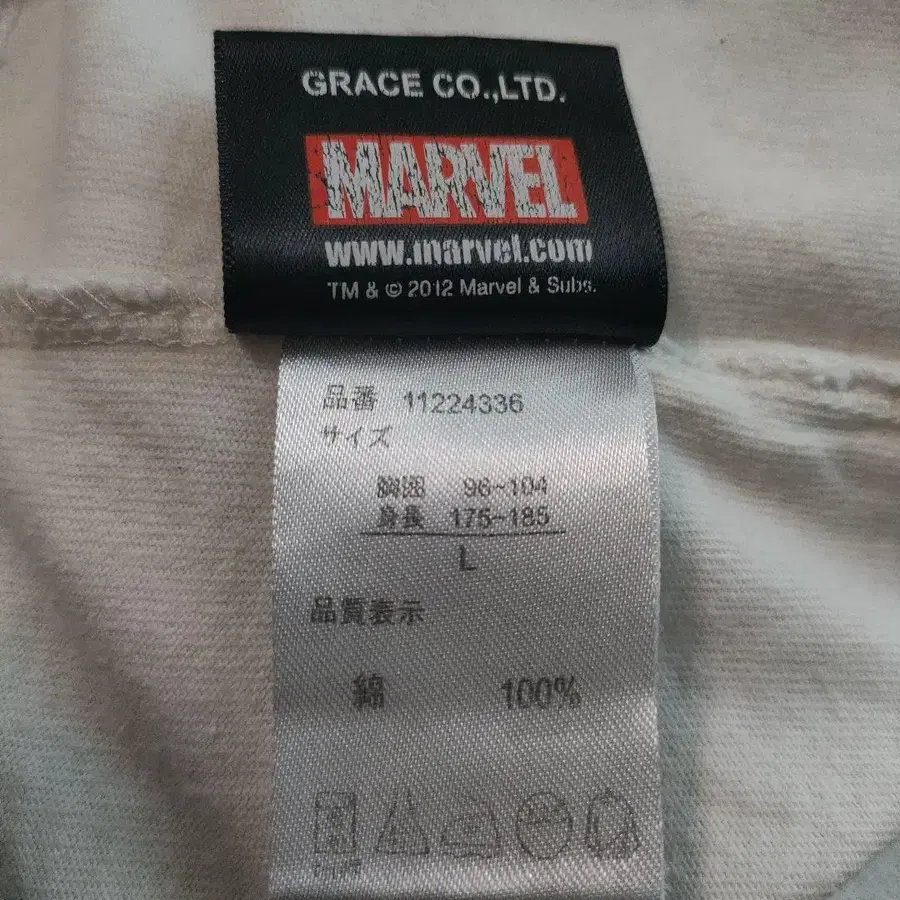 GRACE CO.,LTD.
MARVEL
www.marvel.com
TM & © 2012 Marvel & Subs.
品番 11224336
サイズ
胸囲 96~104
身長 175~185
L
品質表示
綿 100%